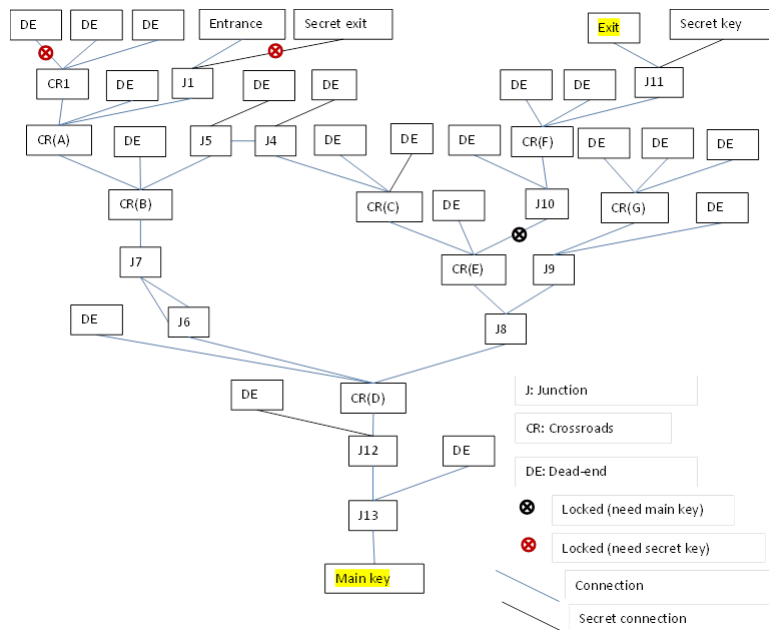 DE
DE
DE
Entrance
Secret exit
Exit
Secret key
CR1
DE
J1
DE
DE
DE
DE
J11
CR(A)
DE
J5
J4
DE
DE
DE
CR(F)
DE
DE
DE
CR(B)
CR(C)
DE
J10
CR(G)
DE
J7
CR(E)
J9
DE
J6
J8
DE
CR(D)
J: Junction
CR: Crossroads
J12
DE
DE: Dead-end
J13
Locked (need main key)
Locked (need secret key)
Main key
Connection
Secret connection